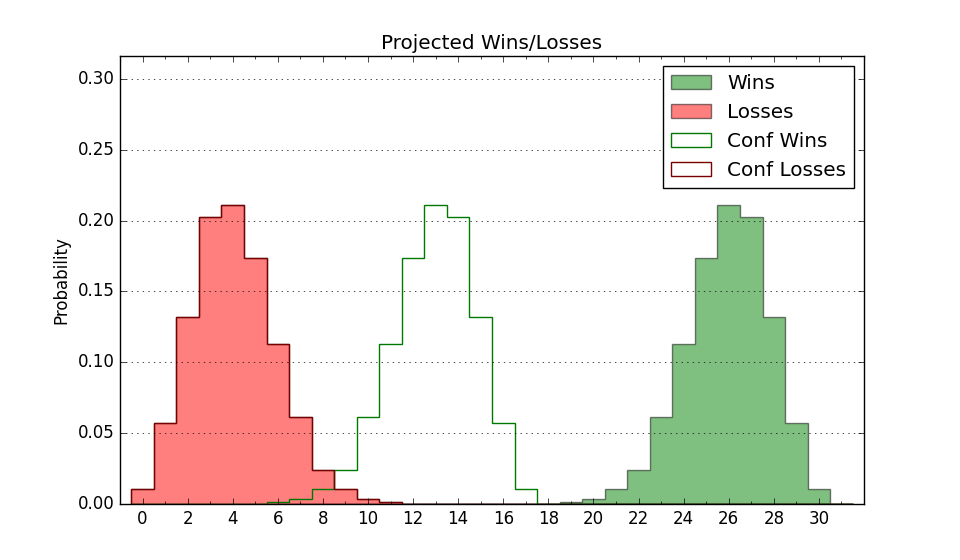 Projected Wins/Losses
0.30
0.25
0.20
0.15
0.10
0.05
0.00
Probability
Wins
Losses
Conf Wins
Conf Losses
0 2 4 6 8 10 12 14 16 18 20 22 24 26 28 30